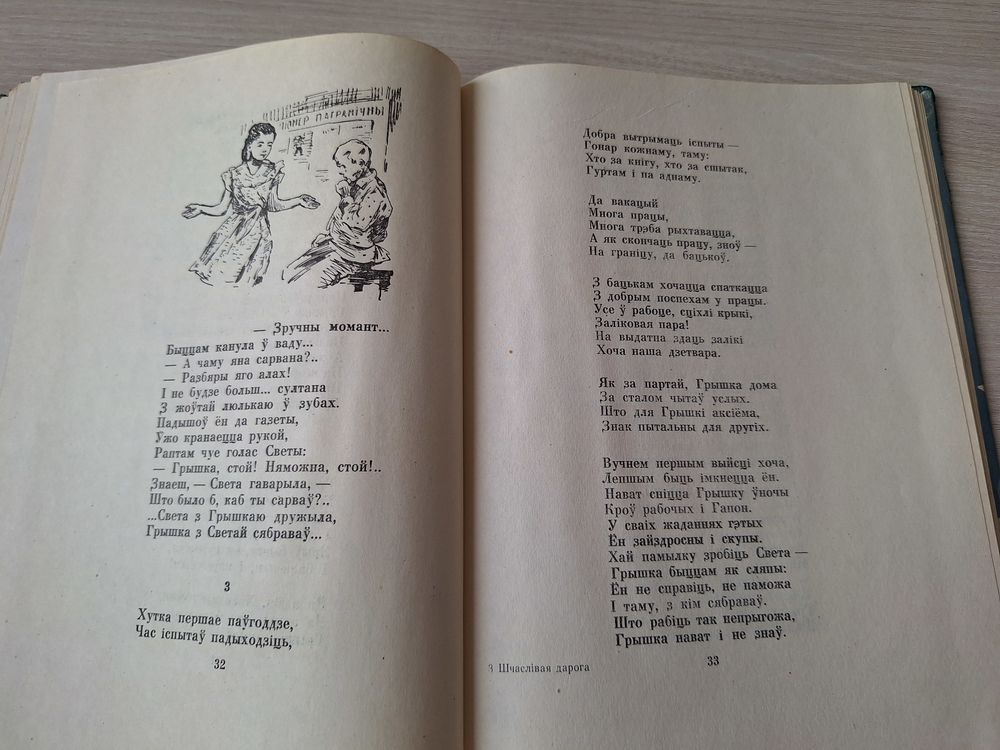 НОМЕР ПАГРАНІЧНЫ
— Зручны момант...
Быццам канула ў ваду...
— А чаму яна сарвана?..
— Разбяры яго алах!
І не будзе больш... султана
З жоўтай люлькаю ў зубах.
Падышоў ён да газеты,
Ужо кранаецца рукой,
Раптам чуе голас Светы:
— Грышка, стой! Няможна, стой!..
Знаеш, — Света гаварыла, —
Што было б, каб ты сарваў?..
...Света з Грышкаю дружыла,
Грышка з Светай сябраваў...
3
Хутка першае паўгоддзе,
Час іспытаў падыходзіць,
32
Добра вытрымаць іспыты —
Гонар кожнаму, таму:
Хто за кнігу, хто за сшытак,
Гуртам і па аднаму.
Да вакацый
Многа працы,
Многа трэба рыхтавацца,
А як скончаць працу, зноў —
На граніцу, да бацькоў.
З бацькам хочацца спаткацца
З добрым поспехам у працы.
Усе ў рабоце, сціхлі крыкі,
Заліковая пара!
На выдатна здаць залікі
Хоча наша дзетвара.
Як за партай, Грышка дома
За сталом чытаў услых.
Што для Грышкі аксіёма,
Знак пытальны для другіх.
Вучнем першым выйсці хоча,
Лепшым быць імкнецца ён.
Нават сніцца Грышку ўночы
Кроў рабочых і Гапон.
У сваіх жаданнях гэтых
Ён зайздросны і скупы.
Хай памылку зробіць Света —
Грышка быццам як сляпы:
Ён не справіць, не паможа
І таму, з кім сябраваў.
Што рабіць так непрыгожа,
Грышка нават і не знаў.
3 Шчаслівая дарога
33